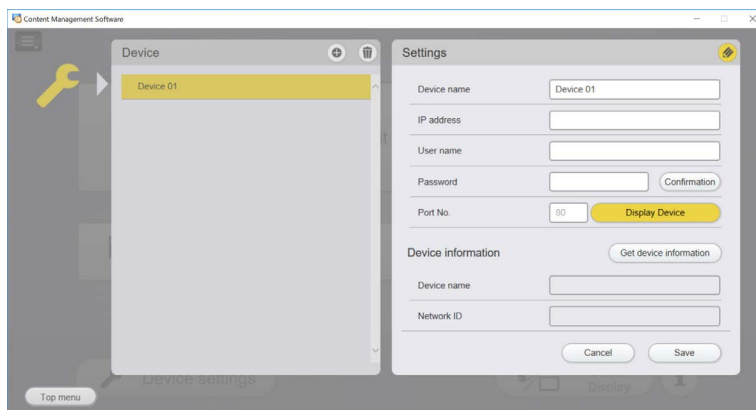 Content Management Software
Device
Settings
Device 01
Device name
Device 01
IP address
User name
Password
Confirmation
Port No.
80
Display Device
Device information
Get device information
Device name
Network ID
Cancel
Save
Device settings
Display
Top menu